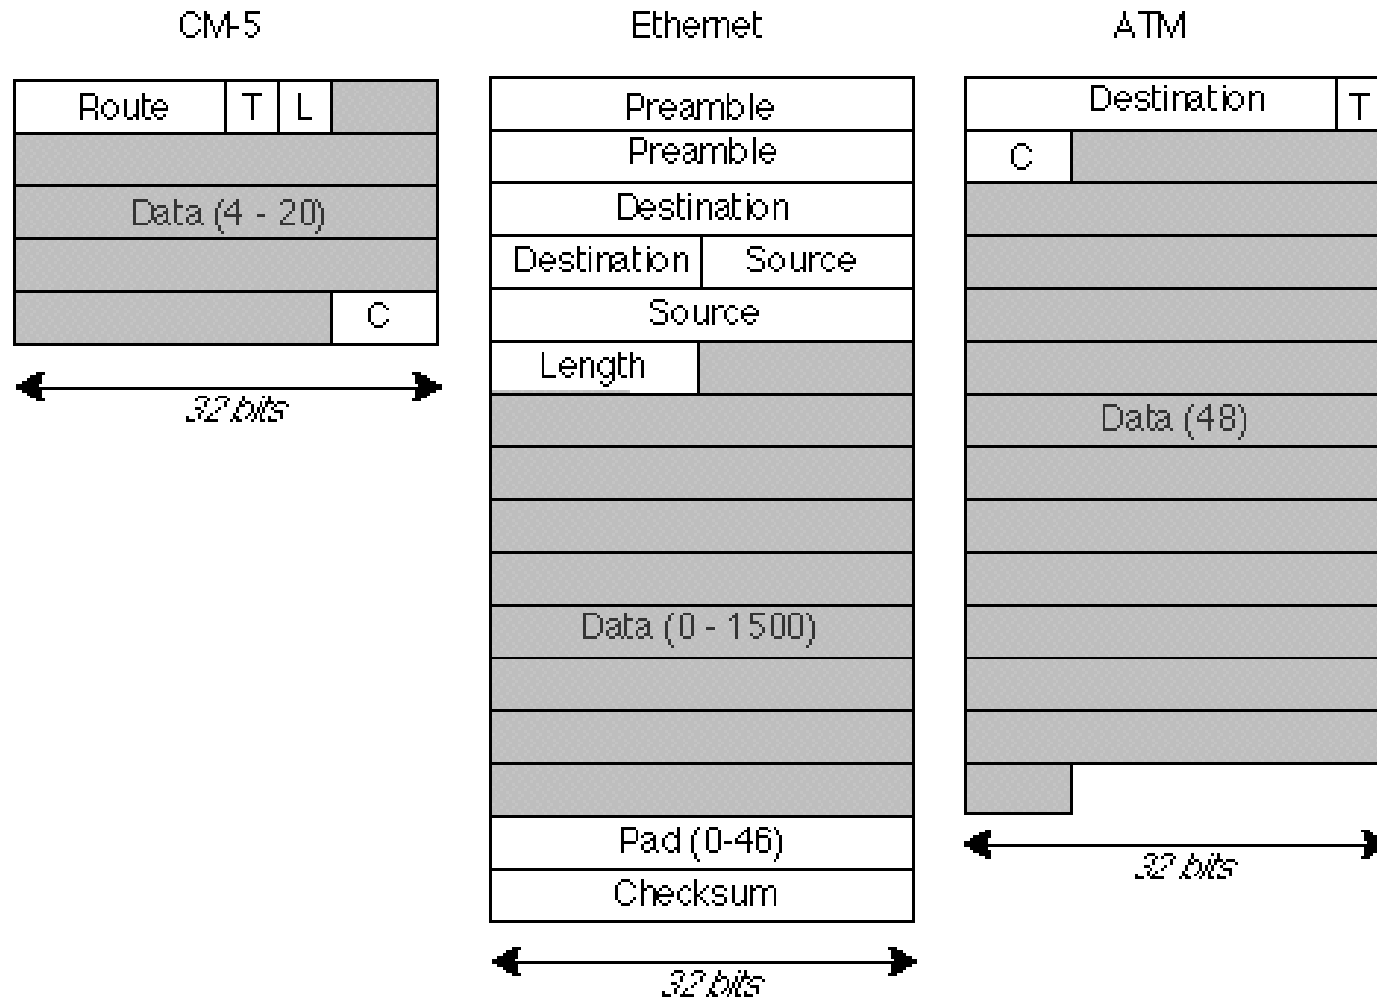 CM-5
Route T L
Data (4 - 20)
C
32 bits
Ethernet
Preamble
Preamble
Destination
Destination Source
Source
Length
Data (0 - 1500)
Pad (0-46)
Checksum
32 bits
ATM
Destination T
C
Data (48)
32 bits